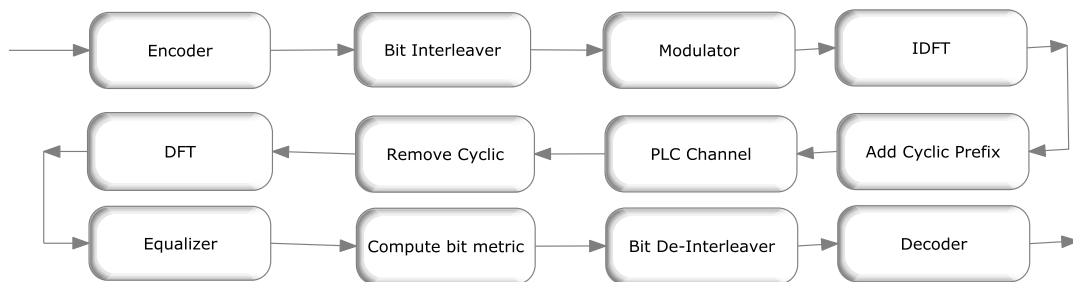 Encoder
Bit Interleaver
Modulator
IDFT
DFT
Remove Cyclic
PLC Channel
Add Cyclic Prefix
Equalizer
Compute bit metric
Bit De-Interleaver
Decoder